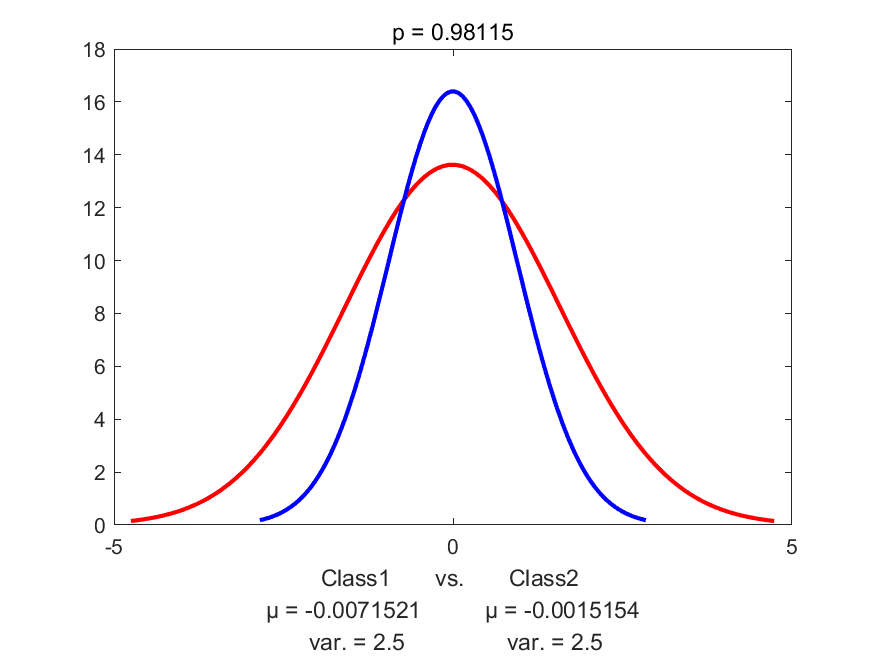 p = 0.98115
18
16
14
12
10
8
6
4
2
0
-5 0 5
Class1 vs. Class2
μ = -0.0071521 μ = -0.0015154
var. = 2.5 var. = 2.5